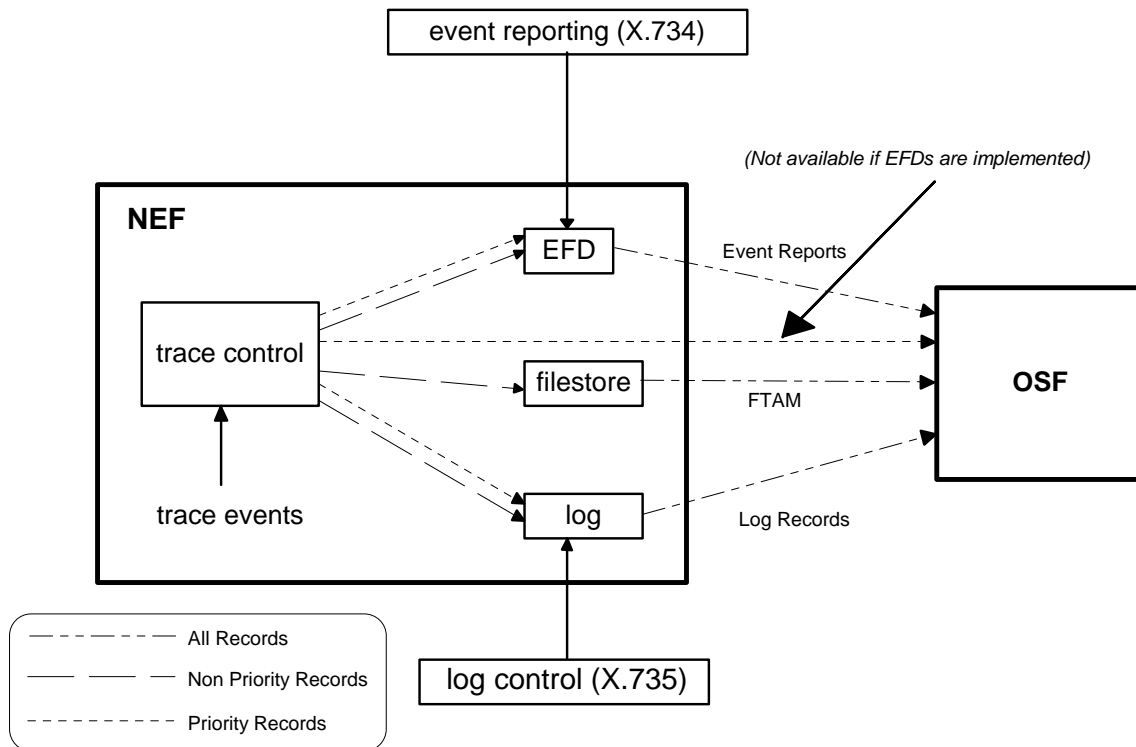 event reporting (X.734)
(Not available if EFDs are implemented)
NEF
EFD
Event Reports
trace control
filestore
FTAM
OSF
trace events
log
Log Records
All Records
Non Priority Records
Priority Records
log control (X.735)